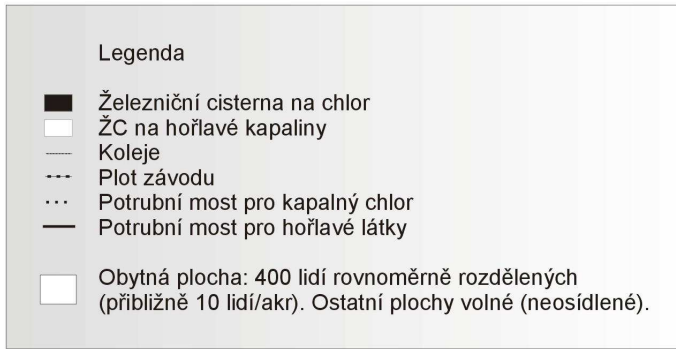 Legenda
Železniční cisterna na chlor
ŽC na hořlavé kapaliny
Koleje
Plot závodu
Potrubní most pro kapalný chlor
Potrubní most pro hořlavé látky
Obytná plocha: 400 lidí rovnoměrně rozdělených
(přibližně 10 lidí/akr). Ostatní plochy volné (neosídlené).